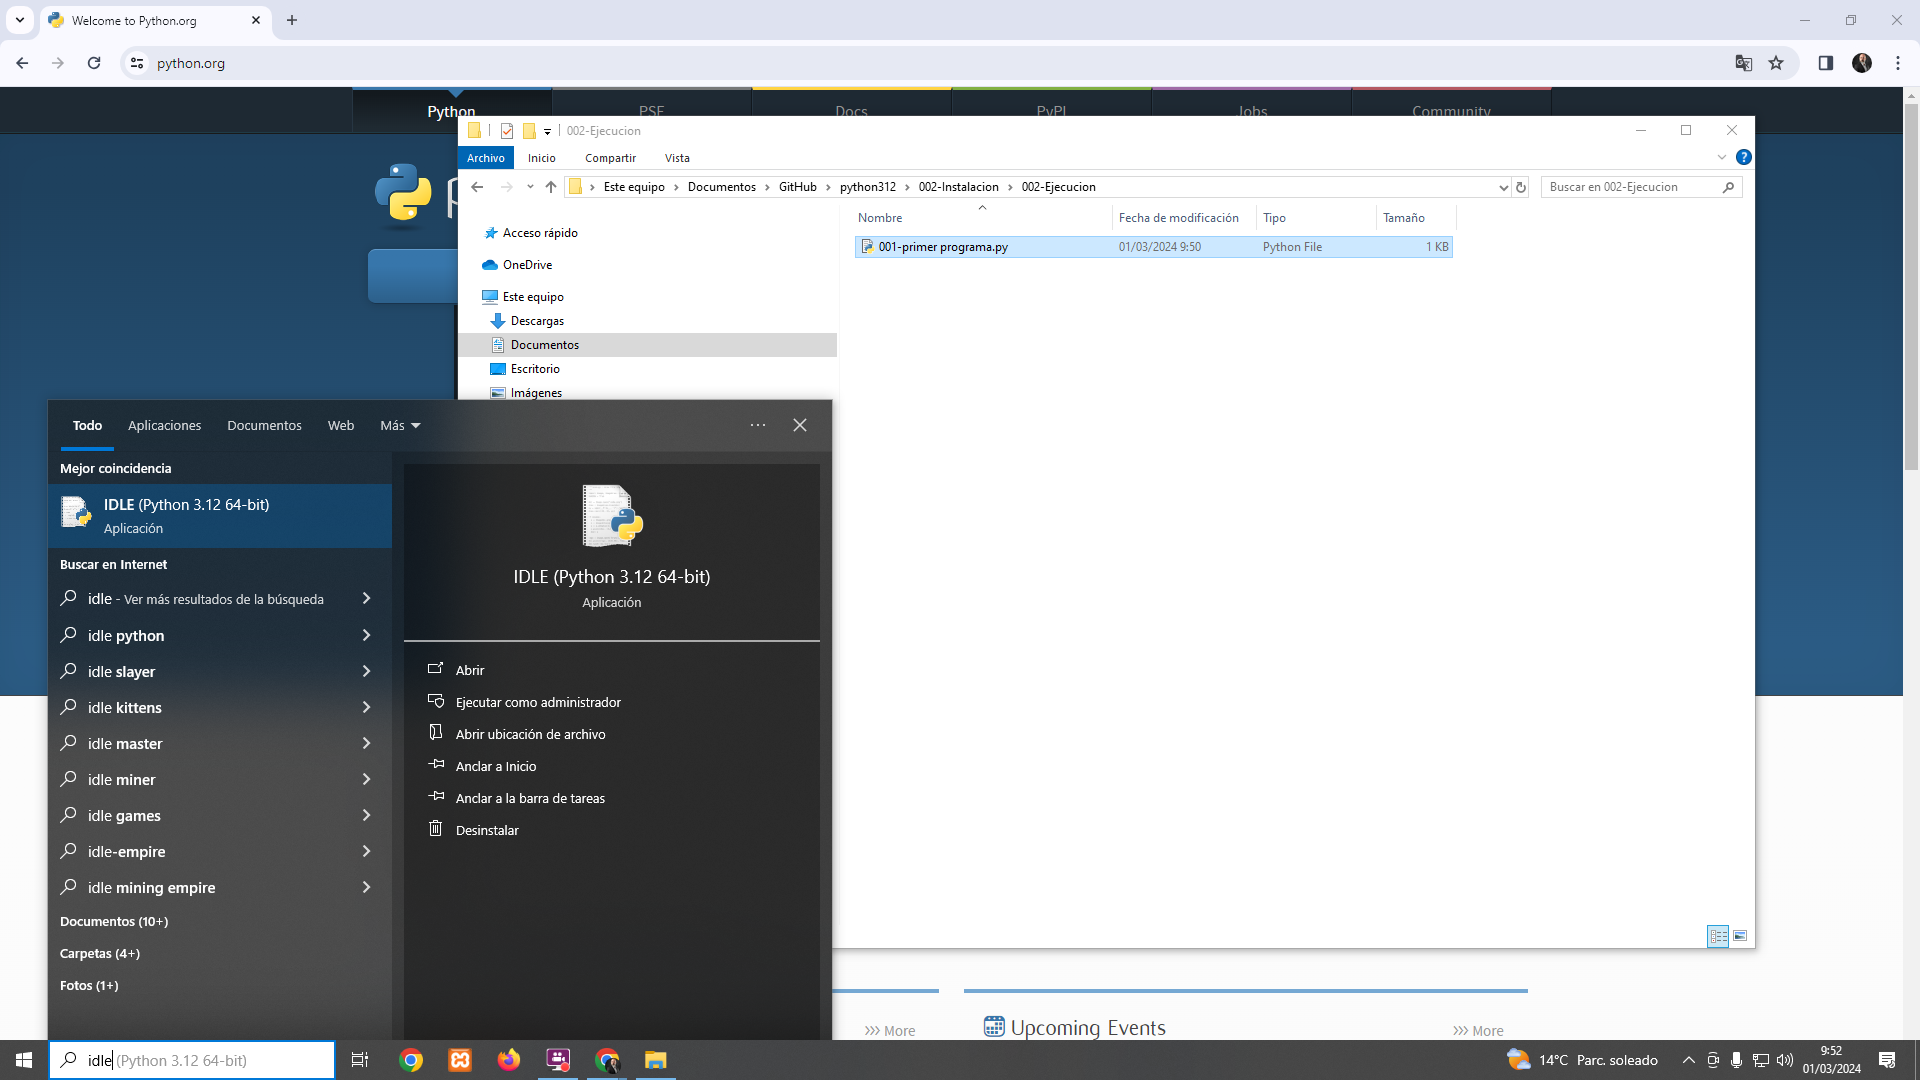 Welcome to Python.org
python.org
Python
PSF
Docs
PyPI
Jobs
Community
002-Ejecucion
Archivo
Inicio
Compartir
Vista
Este equipo
Documentos
GitHub
python312
002-Instalacion
002-Ejecucion
Buscar en 002-Ejecucion
Nombre
Fecha de modificación
Tipo
Tamaño
001-primer programa.py
01/03/2024 9:50
Python File
1 KB
Acceso rápido
OneDrive
Este equipo
Descargas
Documentos
Escritorio
Imágenes
Todo
Aplicaciones
Documentos
Web
Más
Mejor coincidencia
IDLE (Python 3.12 64-bit)
Aplicación
Buscar en Internet
idle - Ver más resultados de la búsqueda
idle python
idle slayer
idle kittens
idle master
idle miner
idle games
idle-empire
idle mining empire
Documentos (10+)
Carpetas (4+)
Fotos (1+)
IDLE (Python 3.12 64-bit)
Aplicación
Abrir
Ejecutar como administrador
Abrir ubicación de archivo
Anclar a Inicio
Anclar a la barra de tareas
Desinstalar
More
Upcoming Events
More
idle (Python 3.12 64-bit)
14°C Parc. soleado
9:52
01/03/2024